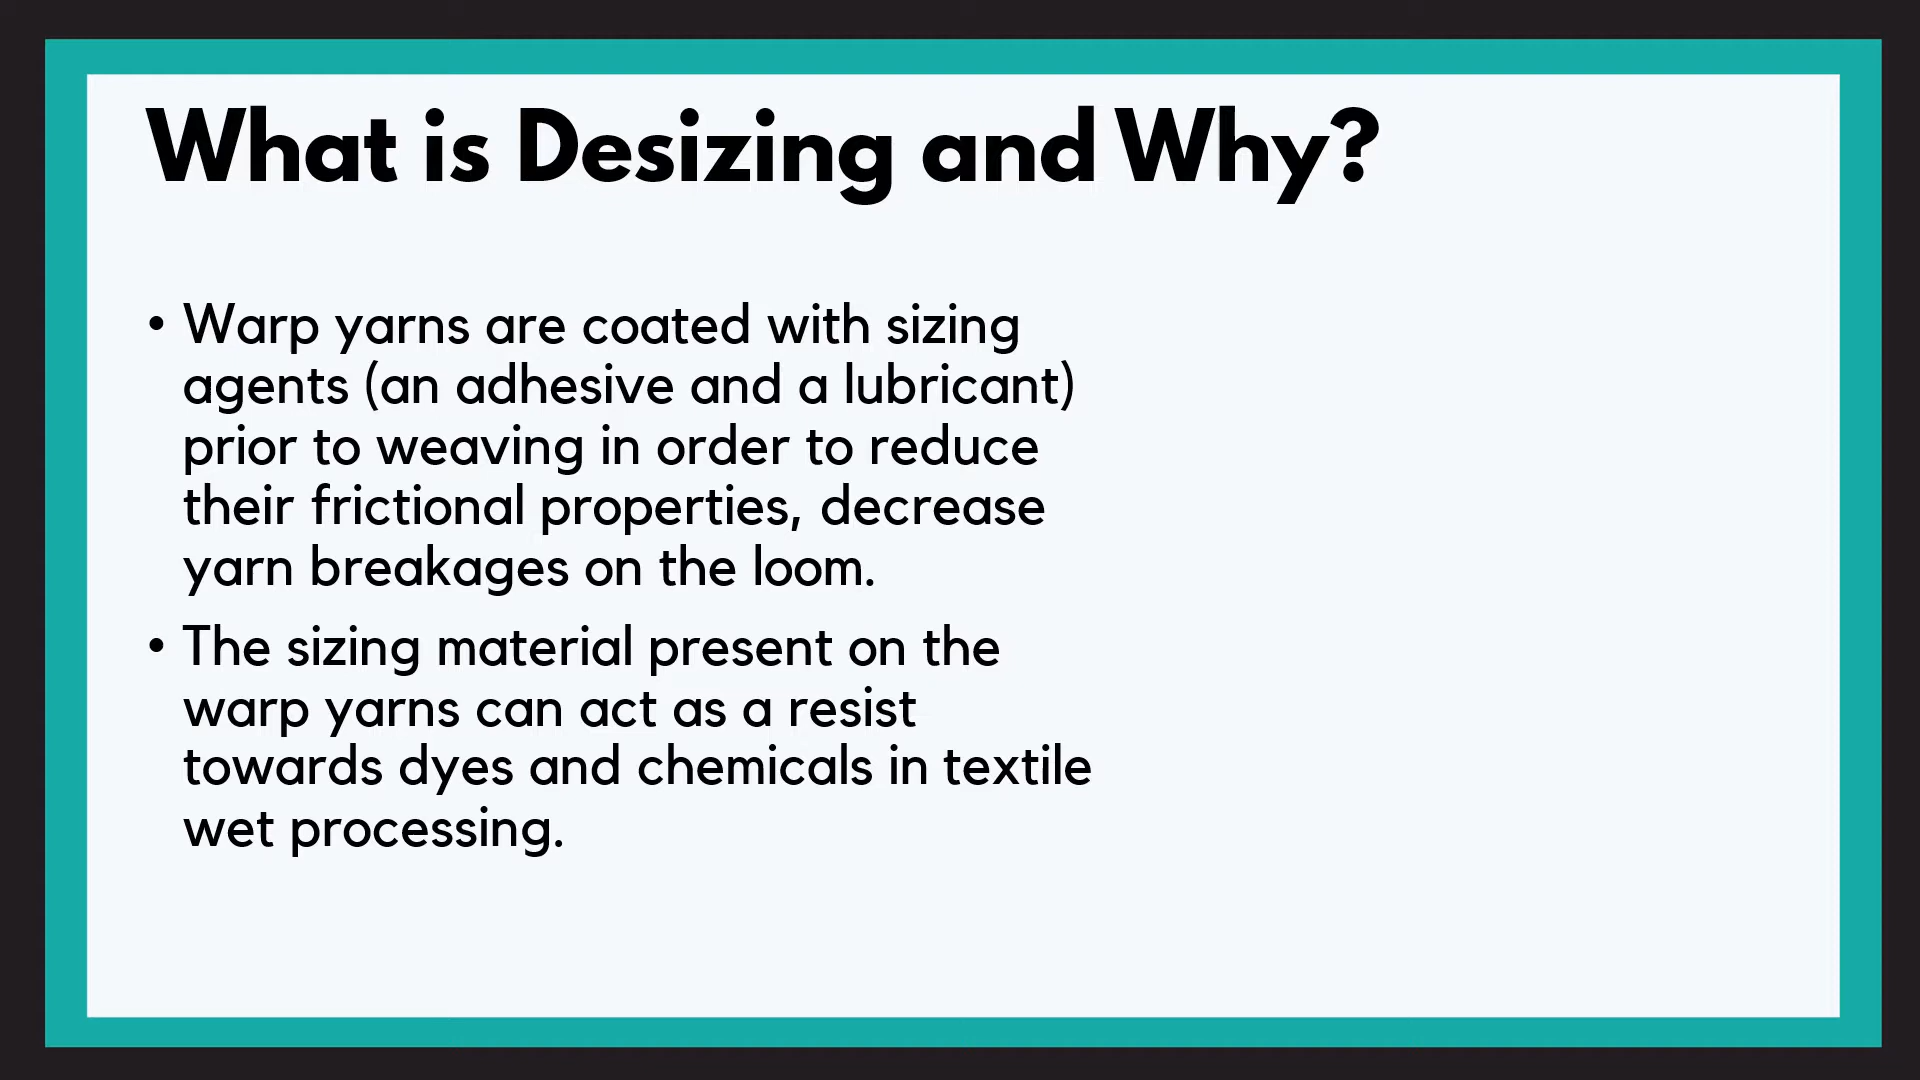 What is Desizing and Why?
• Warp yarns are coated with sizing
agents (an adhesive and a lubricant)
prior to weaving in order to reduce
their frictional properties, decrease
yarn breakages on the loom.
• The sizing material present on the
warp yarns can act as a resist
towards dyes and chemicals in textile
wet processing.